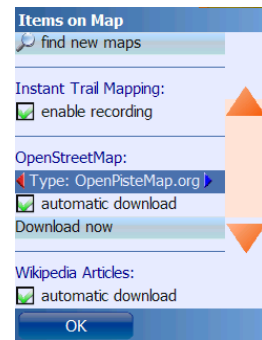 Items on Map
find new maps
Instant Trail Mapping:
enable recording
OpenStreetMap:
Type: OpenPisteMap.org
automatic download
Download now
Wikipedia Articles:
automatic download
OK